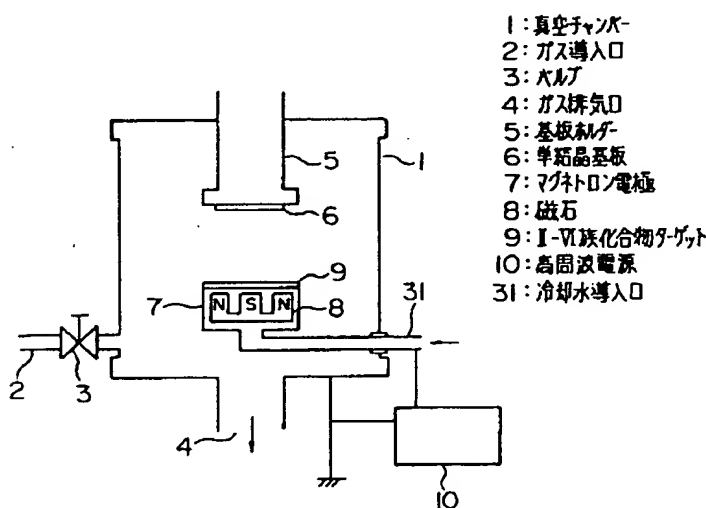 1:真空チャンバー
2:ガス導入口
3:バルブ
4:ガス排気口
5:基板ホルダー
6:単結晶基板
7:マグネトロン電極
8:磁石
9:II-VI族化合物ターゲット
10:高周波電源
31:冷却水導入口
5
1
6
9
7
N S N
8
31
2
3
4
10